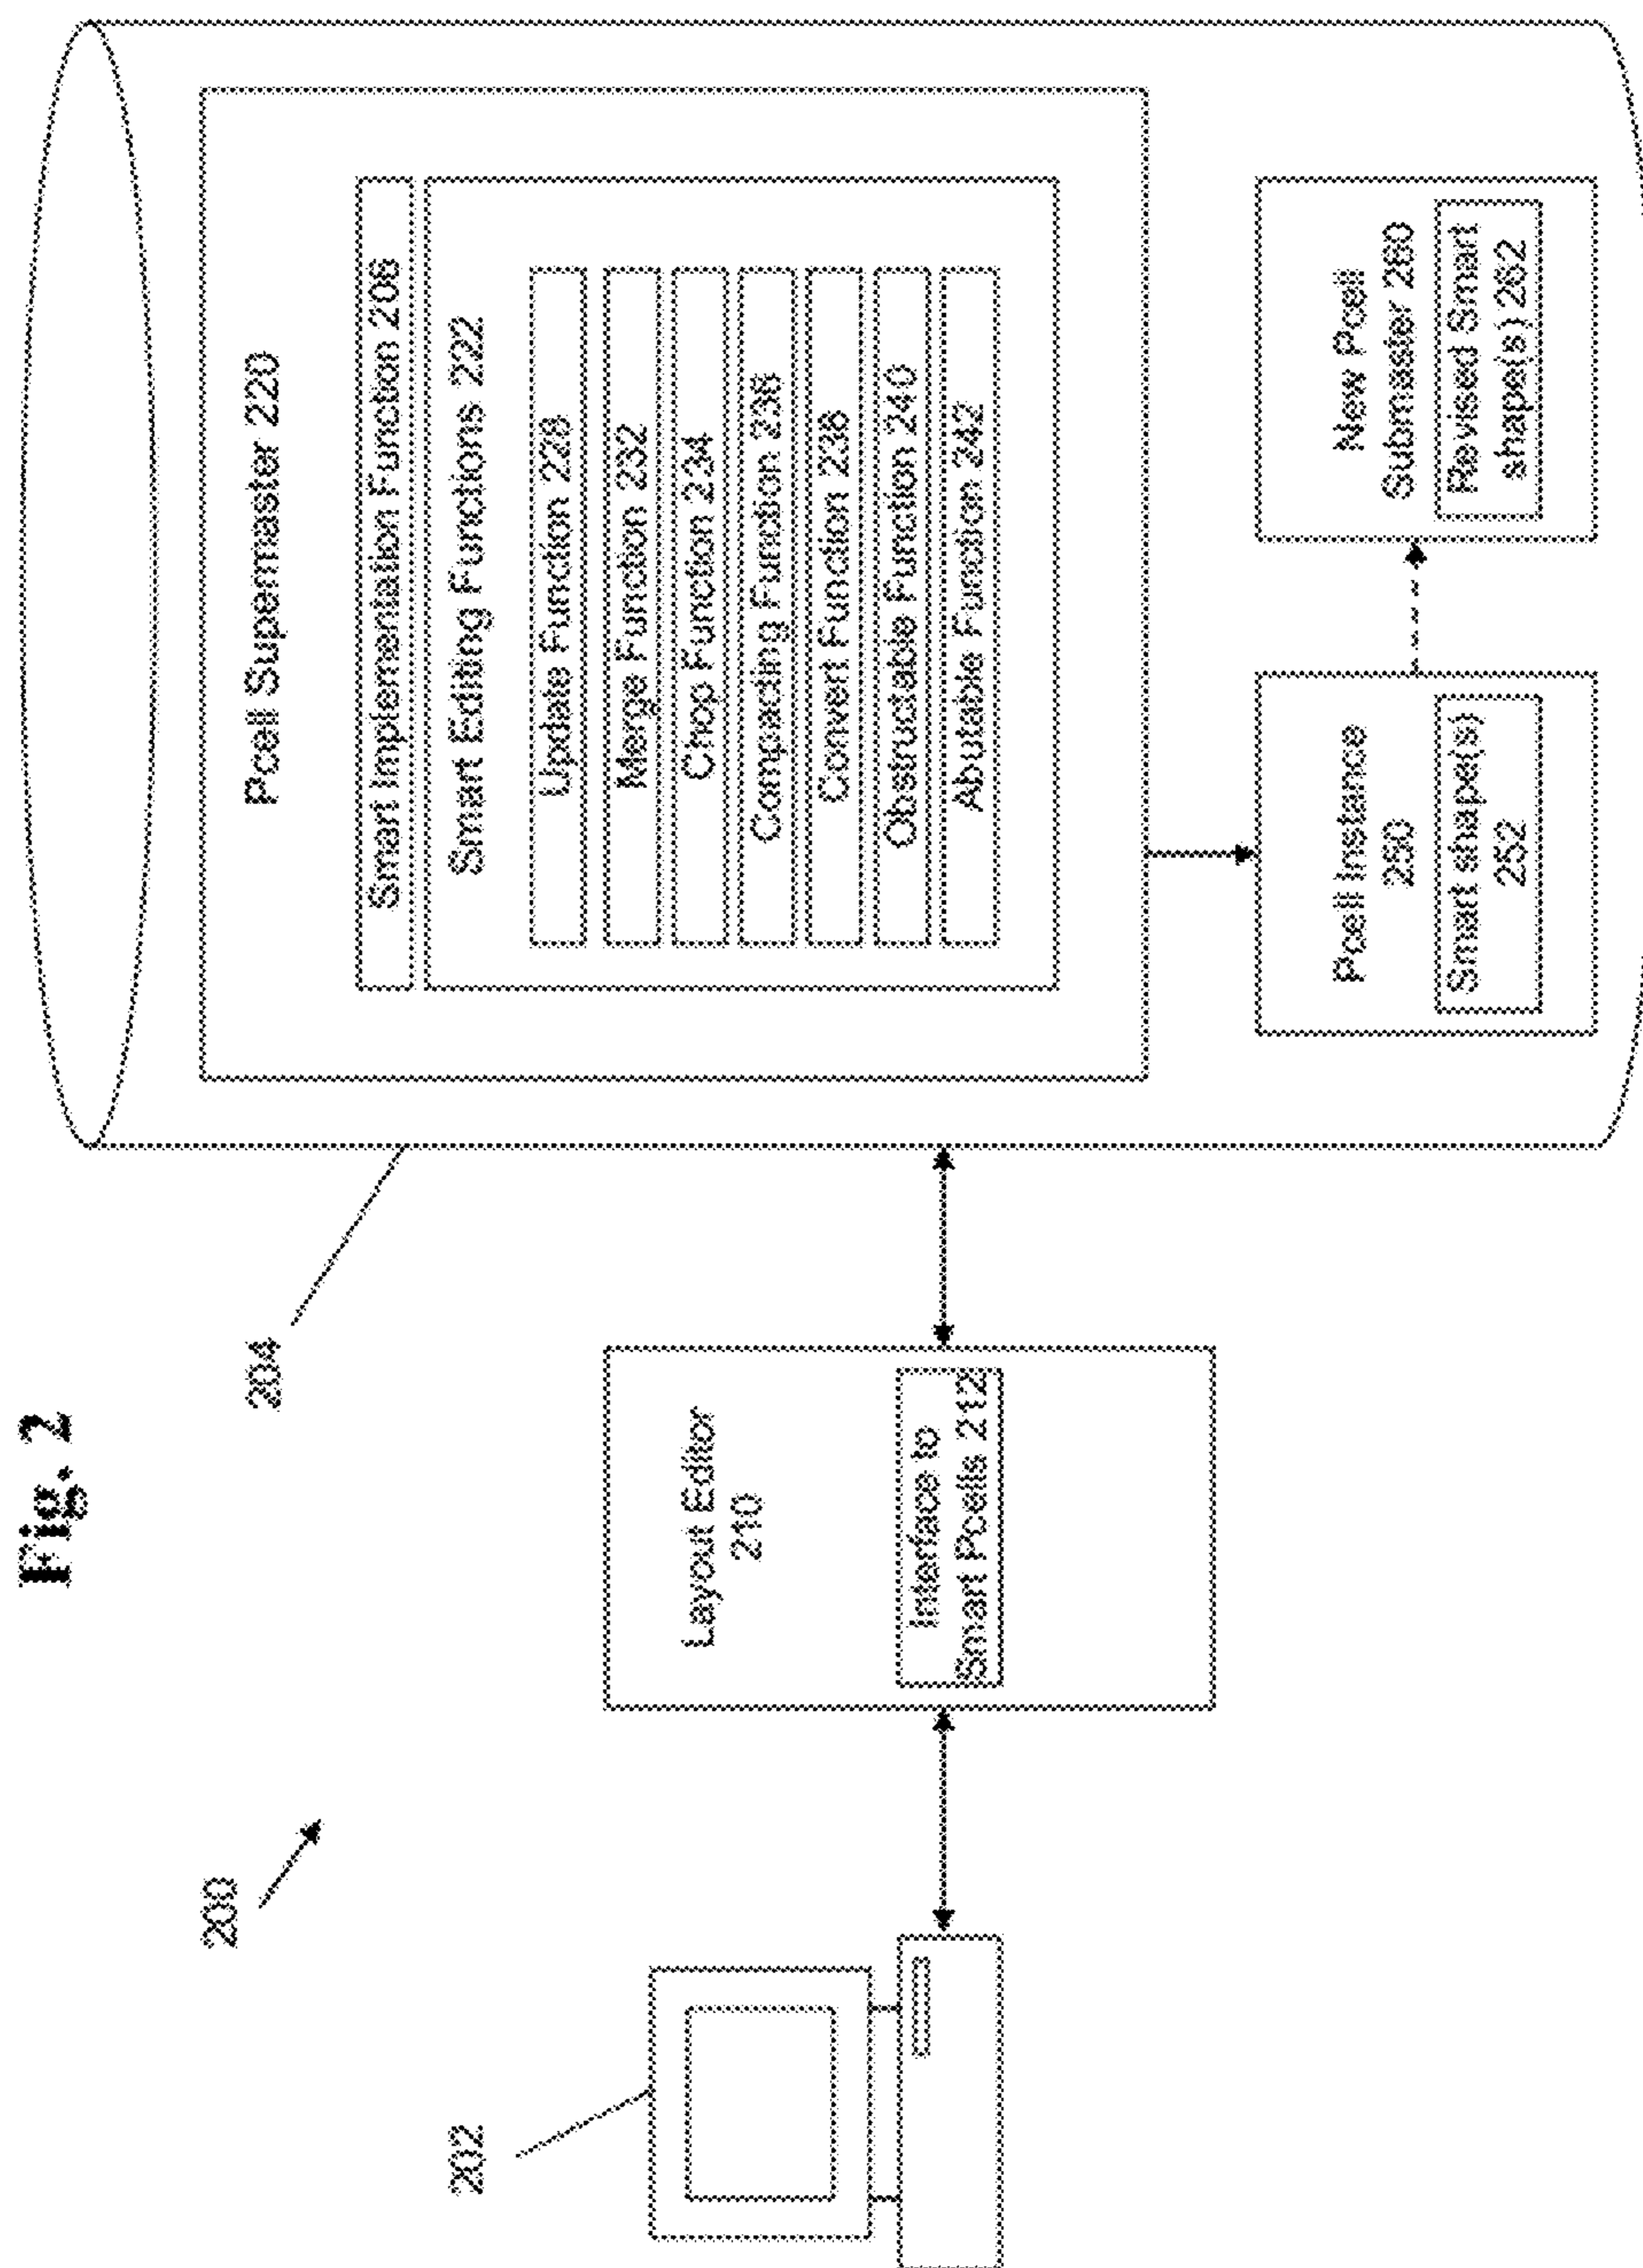 Fig. 2
200
202
204
Layout Editor
210
Interface to
Smart Pcells 212
Pcell Supermaster 220
Smart Implementation Function 206
Smart Editing Functions 222
Update Function 228
Merge Function 232
Chop Function 234
Compacting Function 236
Convert Function 238
Obstructable Function 240
Abutable Function 242
Pcell Instance
250
Smart shape(s)
252
New Pcell
Submaster 260
Revised Smart
shape(s) 262